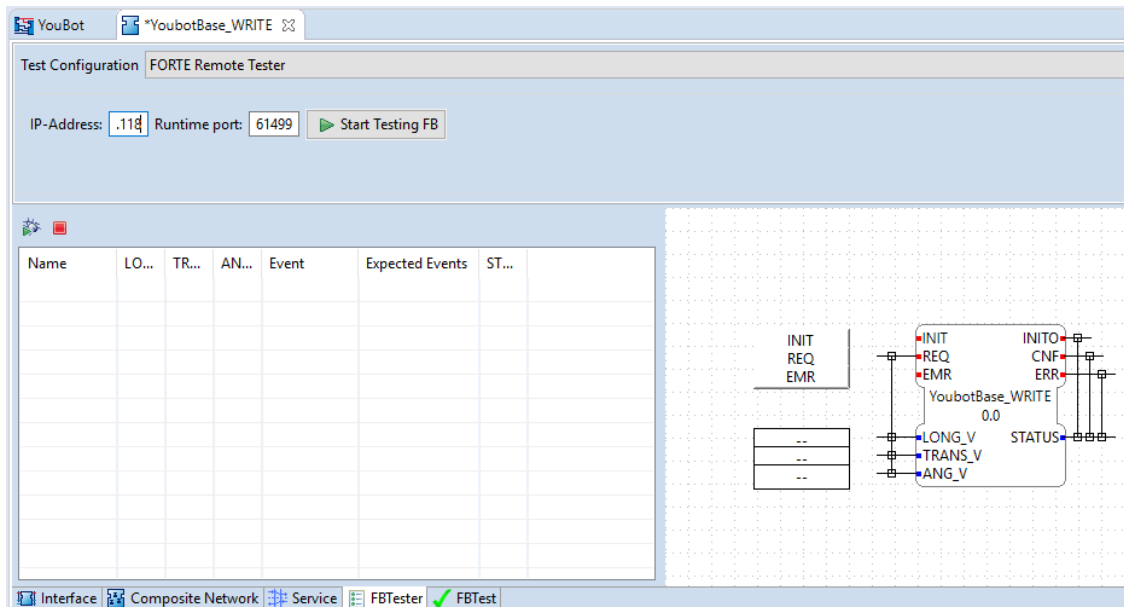 YouBot *YoubotBase_WRITE
Test Configuration FORTE Remote Tester
IP-Address: .118 Runtime port: 61499 Start Testing FB
Name LO... TR... AN... Event Expected Events ST...
INIT
REQ
EMR
--
--
--
INIT INITO
REQ CNF
EMR ERR
YoubotBase_WRITE
0.0
LONG_V STATUS
TRANS_V
ANG_V
Interface Composite Network Service FBTester FBTest